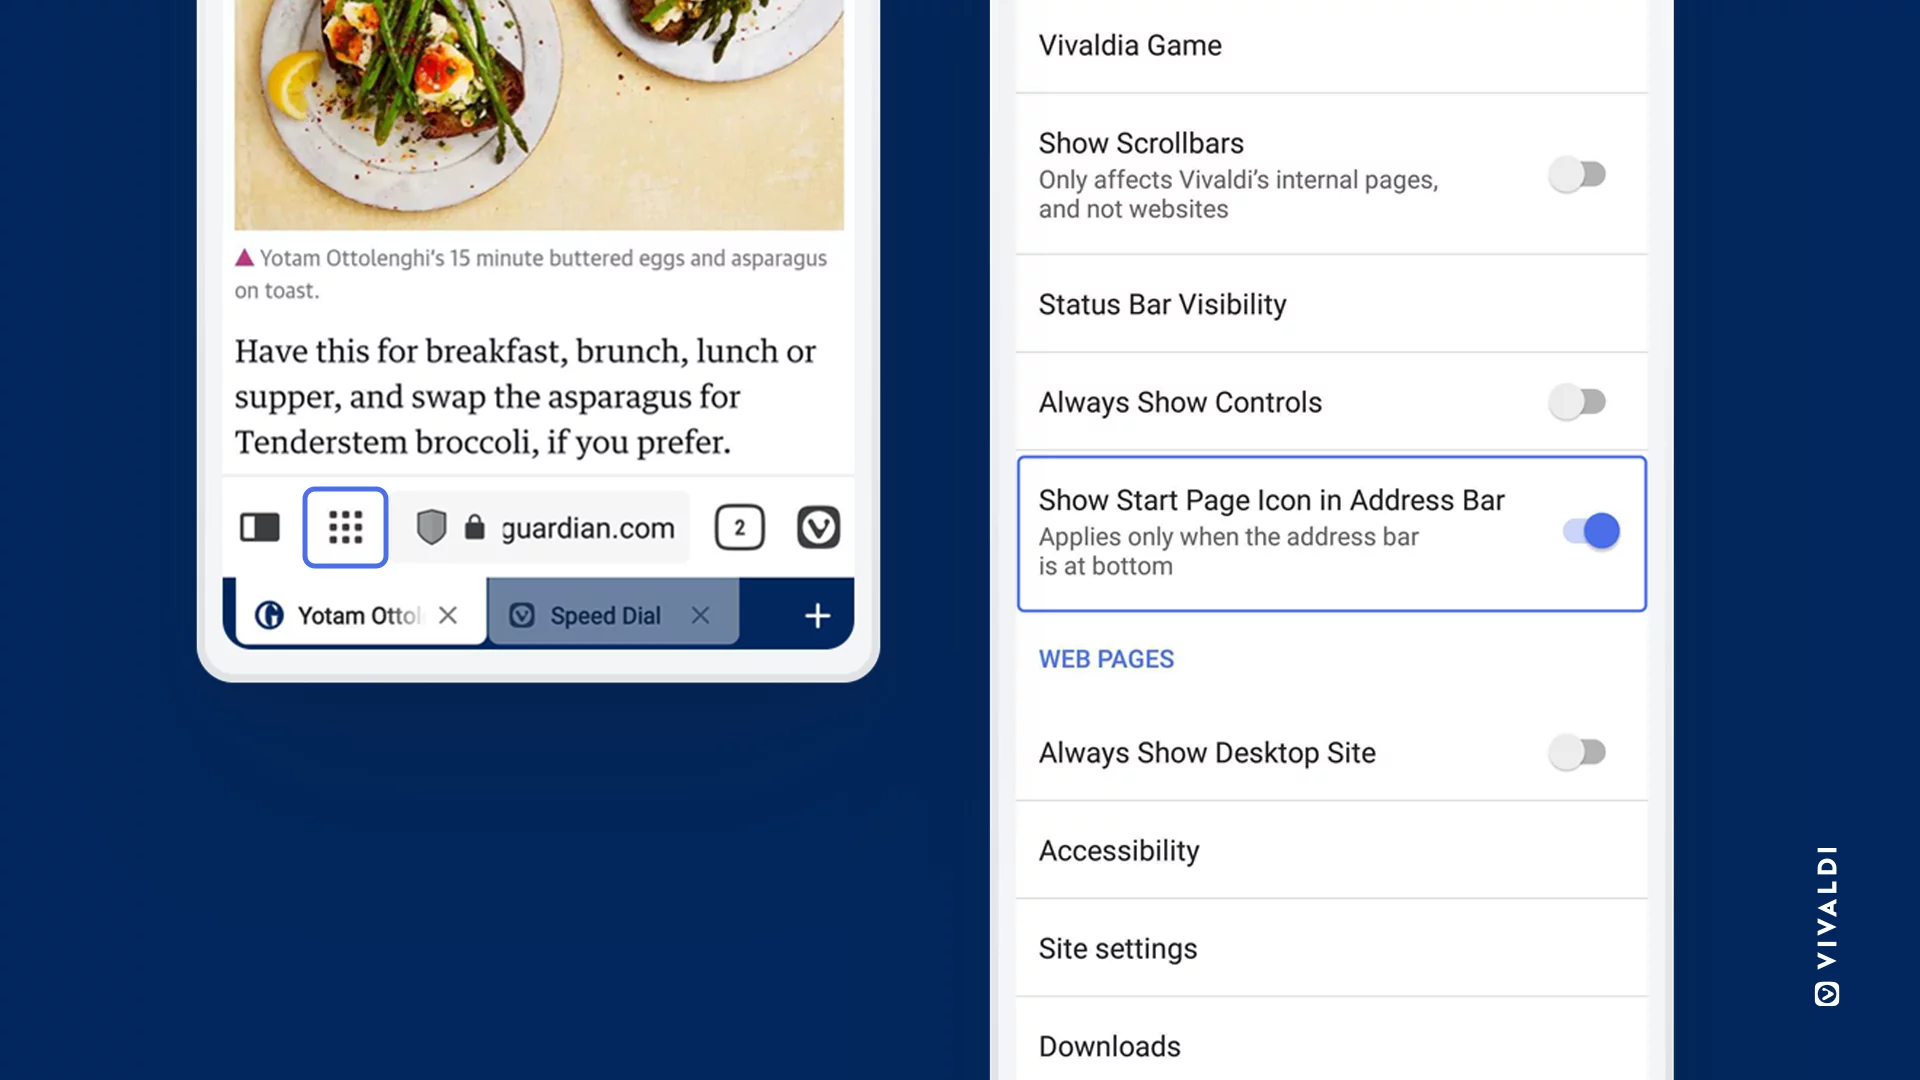 Yotam Ottolenghi's 15 minute buttered eggs and asparagus
on toast.
Have this for breakfast, brunch, lunch or
supper, and swap the asparagus for
Tenderstem broccoli, if you prefer.
guardian.com
2
Yotam Ottol
Speed Dial
Vivaldia Game
Show Scrollbars
Only affects Vivaldi's internal pages,
and not websites
Status Bar Visibility
Always Show Controls
Show Start Page Icon in Address Bar
Applies only when the address bar
is at bottom
WEB PAGES
Always Show Desktop Site
Accessibility
Site settings
Downloads
VIVALDI